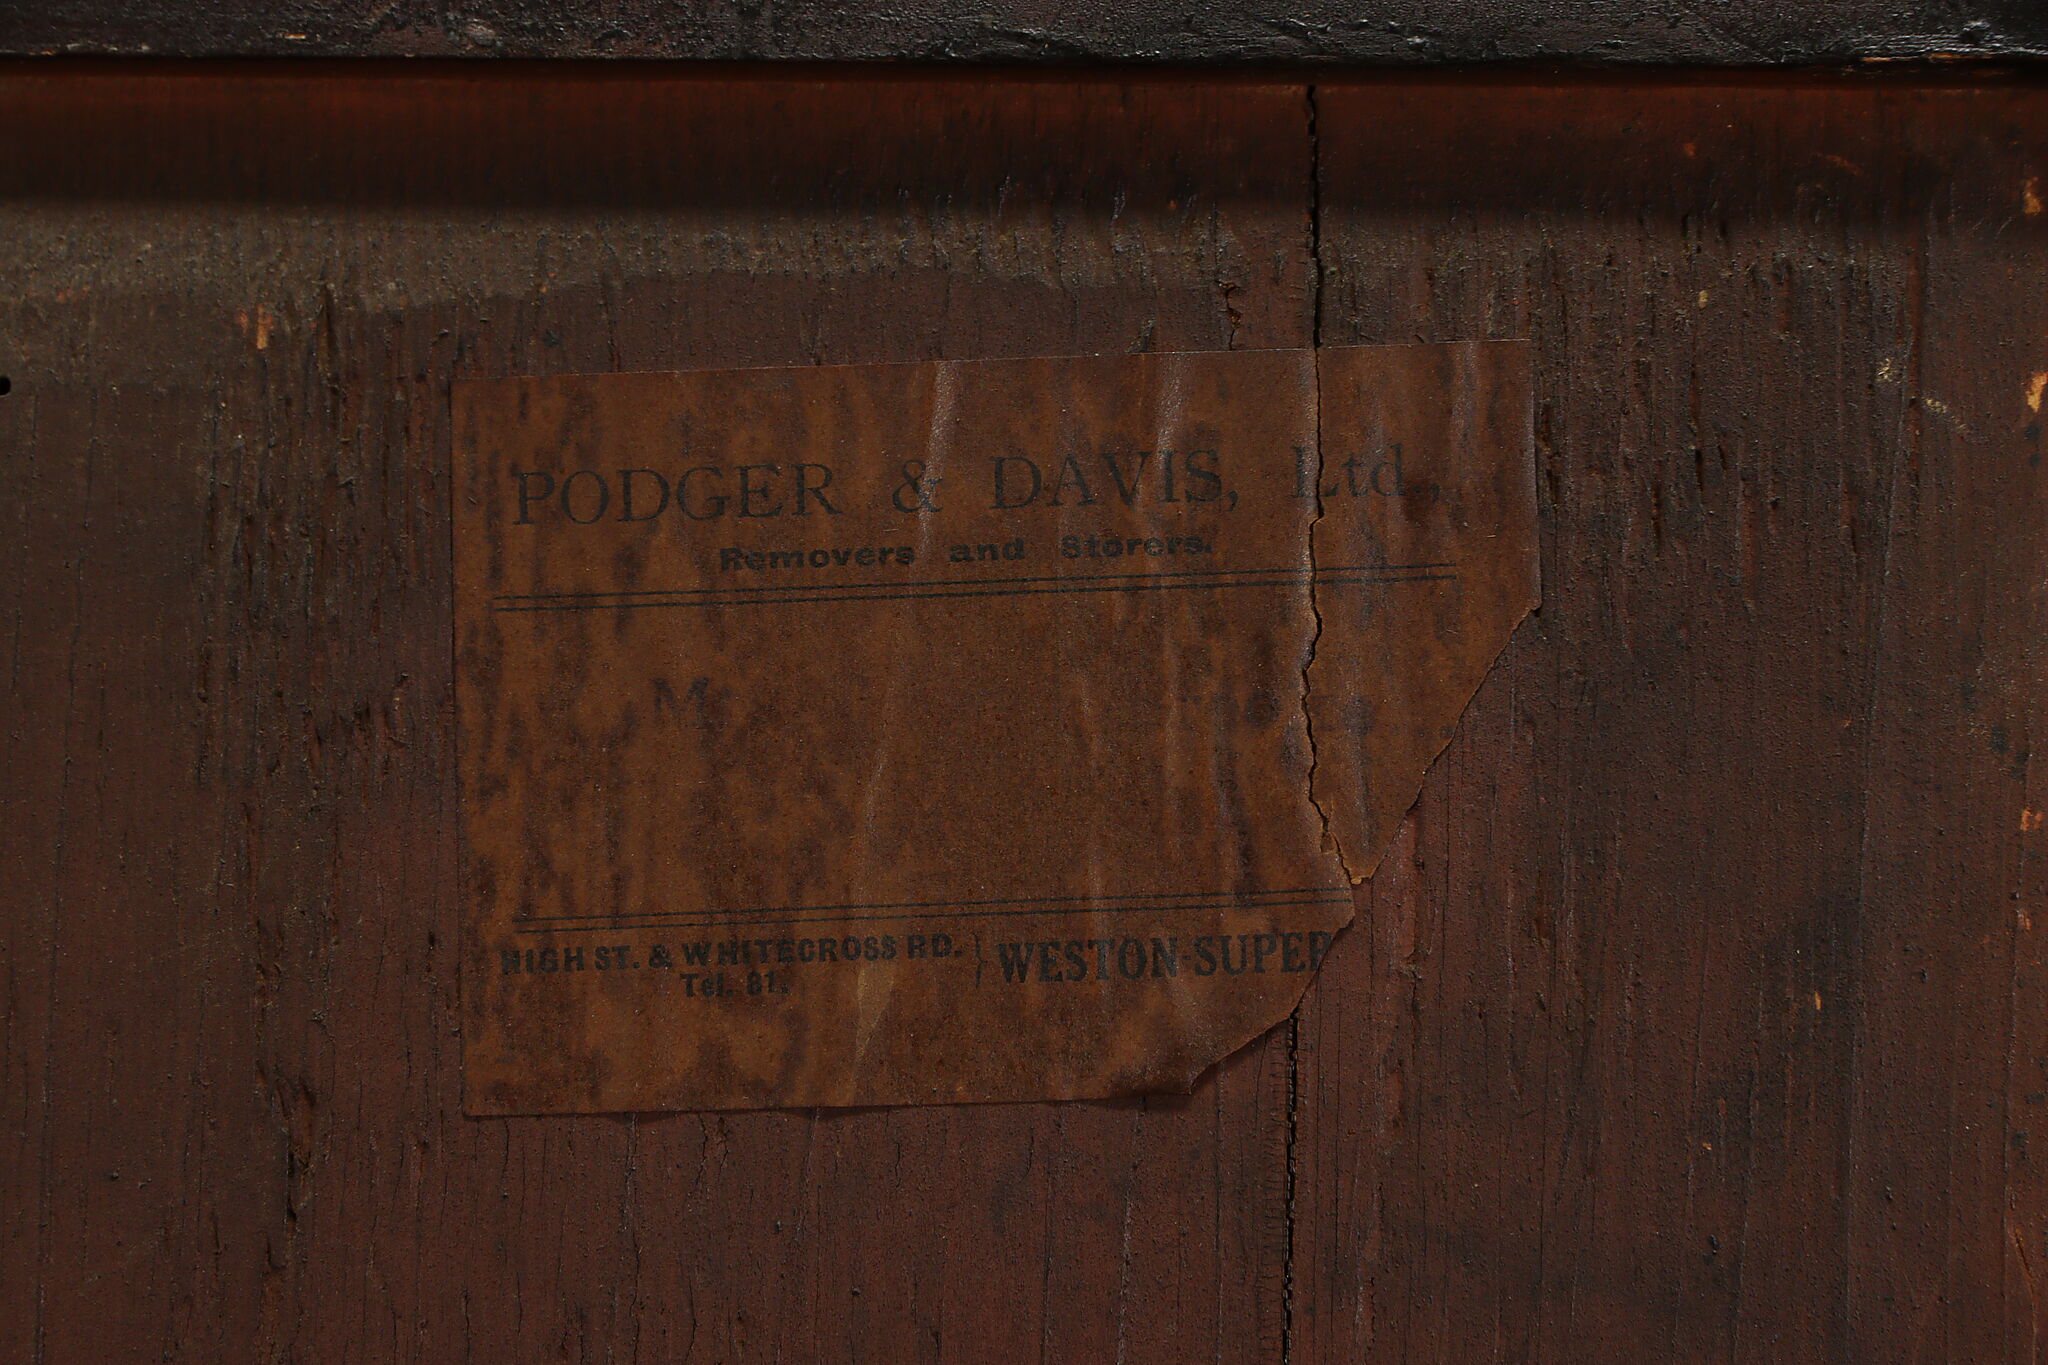 PODGER & DAVIS, Ltd.,
Removers and Storers.
M
HIGH ST. & WHITECROSS RD. } WESTON-SUPER
Tel. 81.